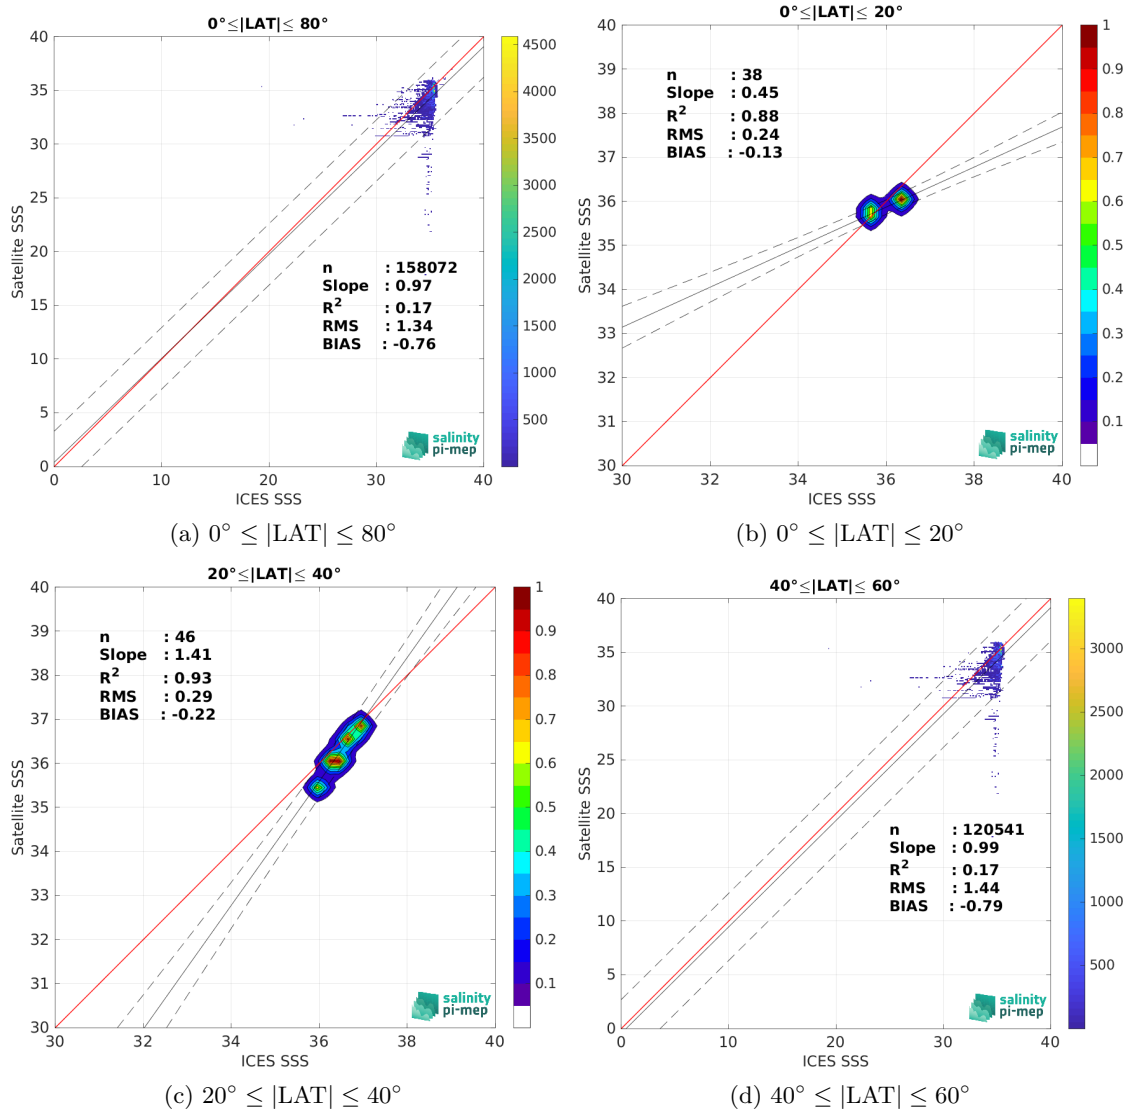 0°≤|LAT|≤ 80°
40
35
30
25
20
15
10
5
0
0
10
20
30
40
Satellite SSS
ICES SSS
n : 158072
Slope : 0.97
R² : 0.17
RMS : 1.34
BIAS : -0.76
salinity
pi-mep
4500
4000
3500
3000
2500
2000
1500
1000
500
(a) 0° ≤ |LAT| ≤ 80°
0°≤|LAT|≤ 20°
40
39
38
37
36
35
34
33
32
31
30
30
32
34
36
38
40
Satellite SSS
ICES SSS
n : 38
Slope : 0.45
R² : 0.88
RMS : 0.24
BIAS : -0.13
salinity
pi-mep
1
0.9
0.8
0.7
0.6
0.5
0.4
0.3
0.2
0.1
(b) 0° ≤ |LAT| ≤ 20°
20°≤|LAT|≤ 40°
40
39
38
37
36
35
34
33
32
31
30
30
32
34
36
38
40
Satellite SSS
ICES SSS
n : 46
Slope : 1.41
R² : 0.93
RMS : 0.29
BIAS : -0.22
salinity
pi-mep
1
0.9
0.8
0.7
0.6
0.5
0.4
0.3
0.2
0.1
(c) 20° ≤ |LAT| ≤ 40°
40°≤|LAT|≤ 60°
40
35
30
25
20
15
10
5
0
0
10
20
30
40
Satellite SSS
ICES SSS
n : 120541
Slope : 0.99
R² : 0.17
RMS : 1.44
BIAS : -0.79
salinity
pi-mep
3000
2500
2000
1500
1000
500
(d) 40° ≤ |LAT| ≤ 60°